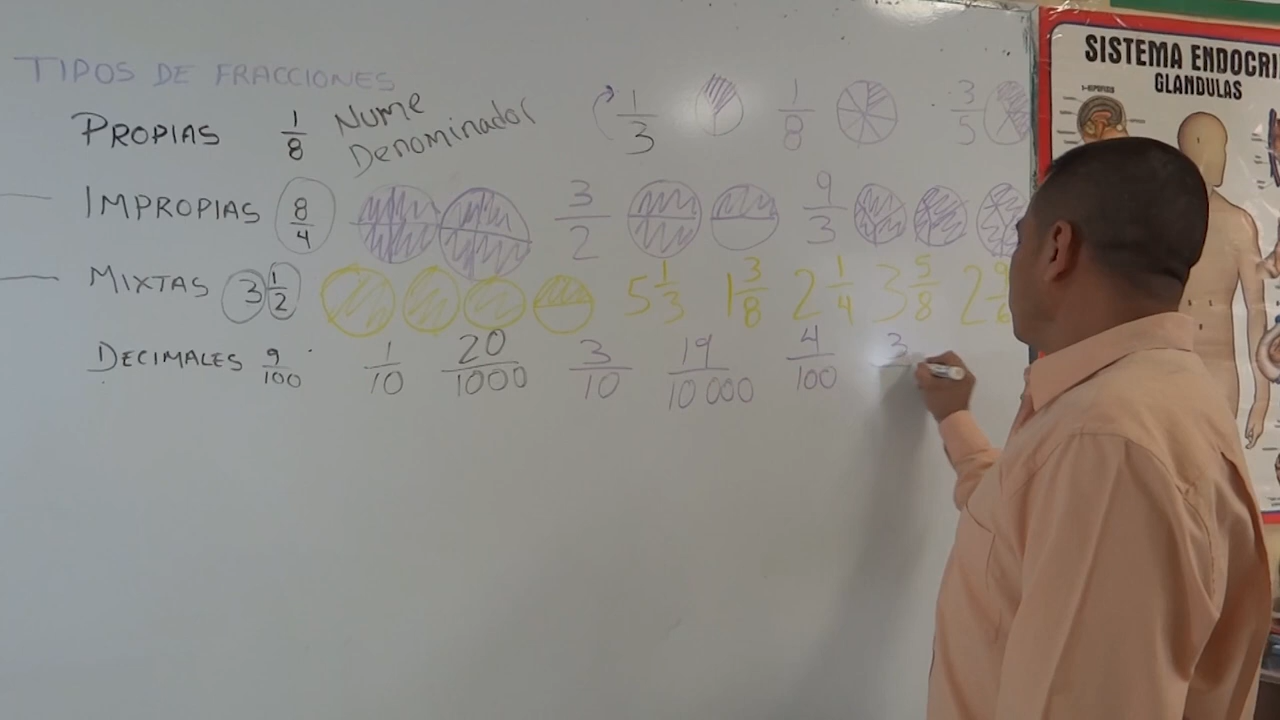 TIPOS DE FRACCIONES
PROPIAS 1/8 Nume 1/3 1/8 3/5
Denominador
IMPROPIAS 8/4 3/2 9/3
MIXTAS 3 1/2 5 1/3 1 3/8 2 1/4 3 5/8 2
DECIMALES 9/100 1/10 20/1000 3/10 19/10 000 4/100 3
SISTEMA ENDOCRI
GLANDULAS